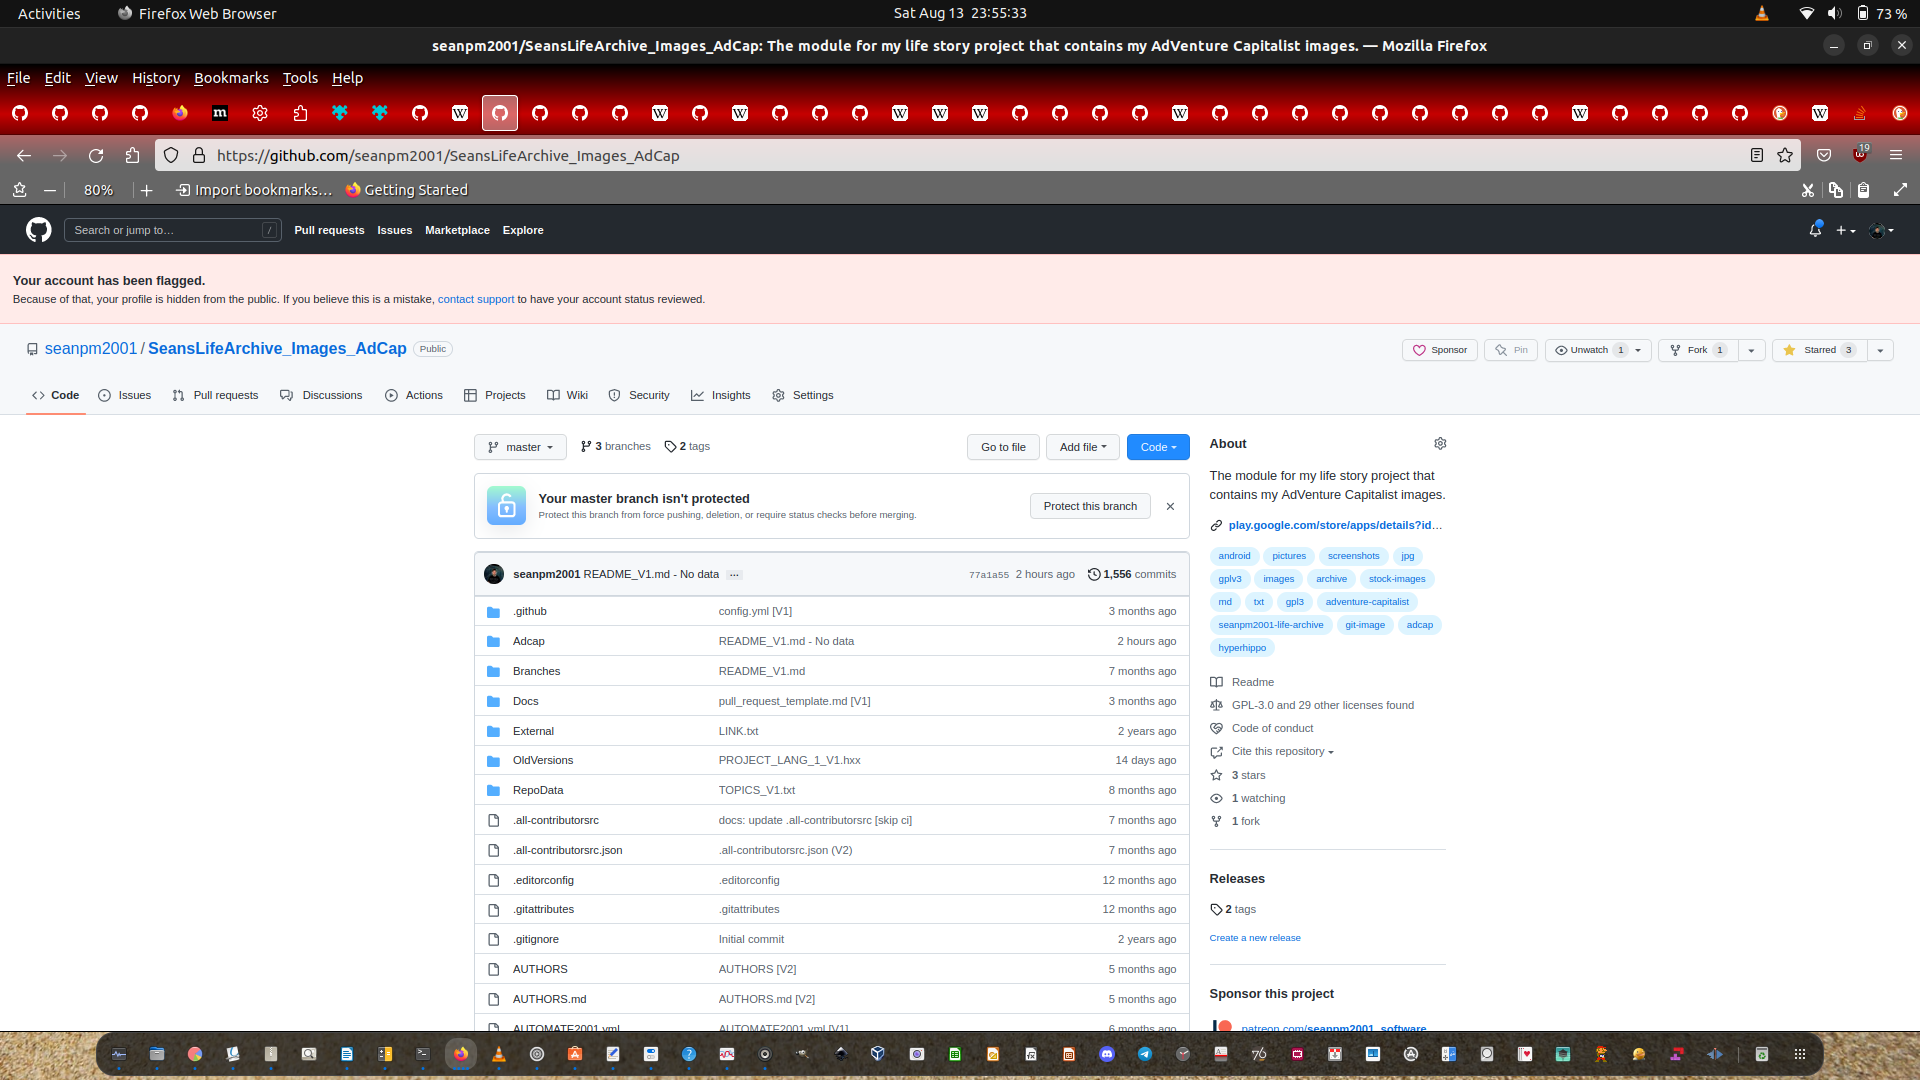 Activities
Firefox Web Browser
Sat Aug 13 23:55:33
73 %
seanpm2001/SeansLifeArchive_Images_AdCap: The module for my life story project that contains my AdVenture Capitalist images. — Mozilla Firefox
File Edit View History Bookmarks Tools Help
https://github.com/seanpm2001/SeansLifeArchive_Images_AdCap
19
80%
Import bookmarks…
Getting Started
Search or jump to…
/
Pull requests Issues Marketplace Explore
Your account has been flagged.
Because of that, your profile is hidden from the public. If you believe this is a mistake, contact support to have your account status reviewed.
seanpm2001 / SeansLifeArchive_Images_AdCap Public
Sponsor Pin Unwatch 1 Fork 1 Starred 3
Code Issues Pull requests Discussions Actions Projects Wiki Security Insights Settings
master 3 branches 2 tags
Go to file Add file Code
Your master branch isn't protected
Protect this branch from force pushing, deletion, or require status checks before merging.
Protect this branch
seanpm2001 README_V1.md - No data … 77a1a55 2 hours ago 1,556 commits
.github config.yml [V1] 3 months ago
Adcap README_V1.md - No data 2 hours ago
Branches README_V1.md 7 months ago
Docs pull_request_template.md [V1] 3 months ago
External LINK.txt 2 years ago
OldVersions PROJECT_LANG_1_V1.hxx 14 days ago
RepoData TOPICS_V1.txt 8 months ago
.all-contributorsrc docs: update .all-contributorsrc [skip ci] 7 months ago
.all-contributorsrc.json .all-contributorsrc.json (V2) 7 months ago
.editorconfig .editorconfig 12 months ago
.gitattributes .gitattributes 12 months ago
.gitignore Initial commit 2 years ago
AUTHORS AUTHORS [V2] 5 months ago
AUTHORS.md AUTHORS.md [V2] 5 months ago
AUTOMATE2001.yml AUTOMATE2001.yml [V1] 6 months ago
About
The module for my life story project that
contains my AdVenture Capitalist images.
play.google.com/store/apps/details?id…
android pictures screenshots jpg
gplv3 images archive stock-images
md txt gpl3 adventure-capitalist
seanpm2001-life-archive git-image adcap
hyperhippo
Readme
GPL-3.0 and 29 other licenses found
Code of conduct
Cite this repository
3 stars
1 watching
1 fork
Releases
2 tags
Create a new release
Sponsor this project
patreon.com/seanpm2001_software